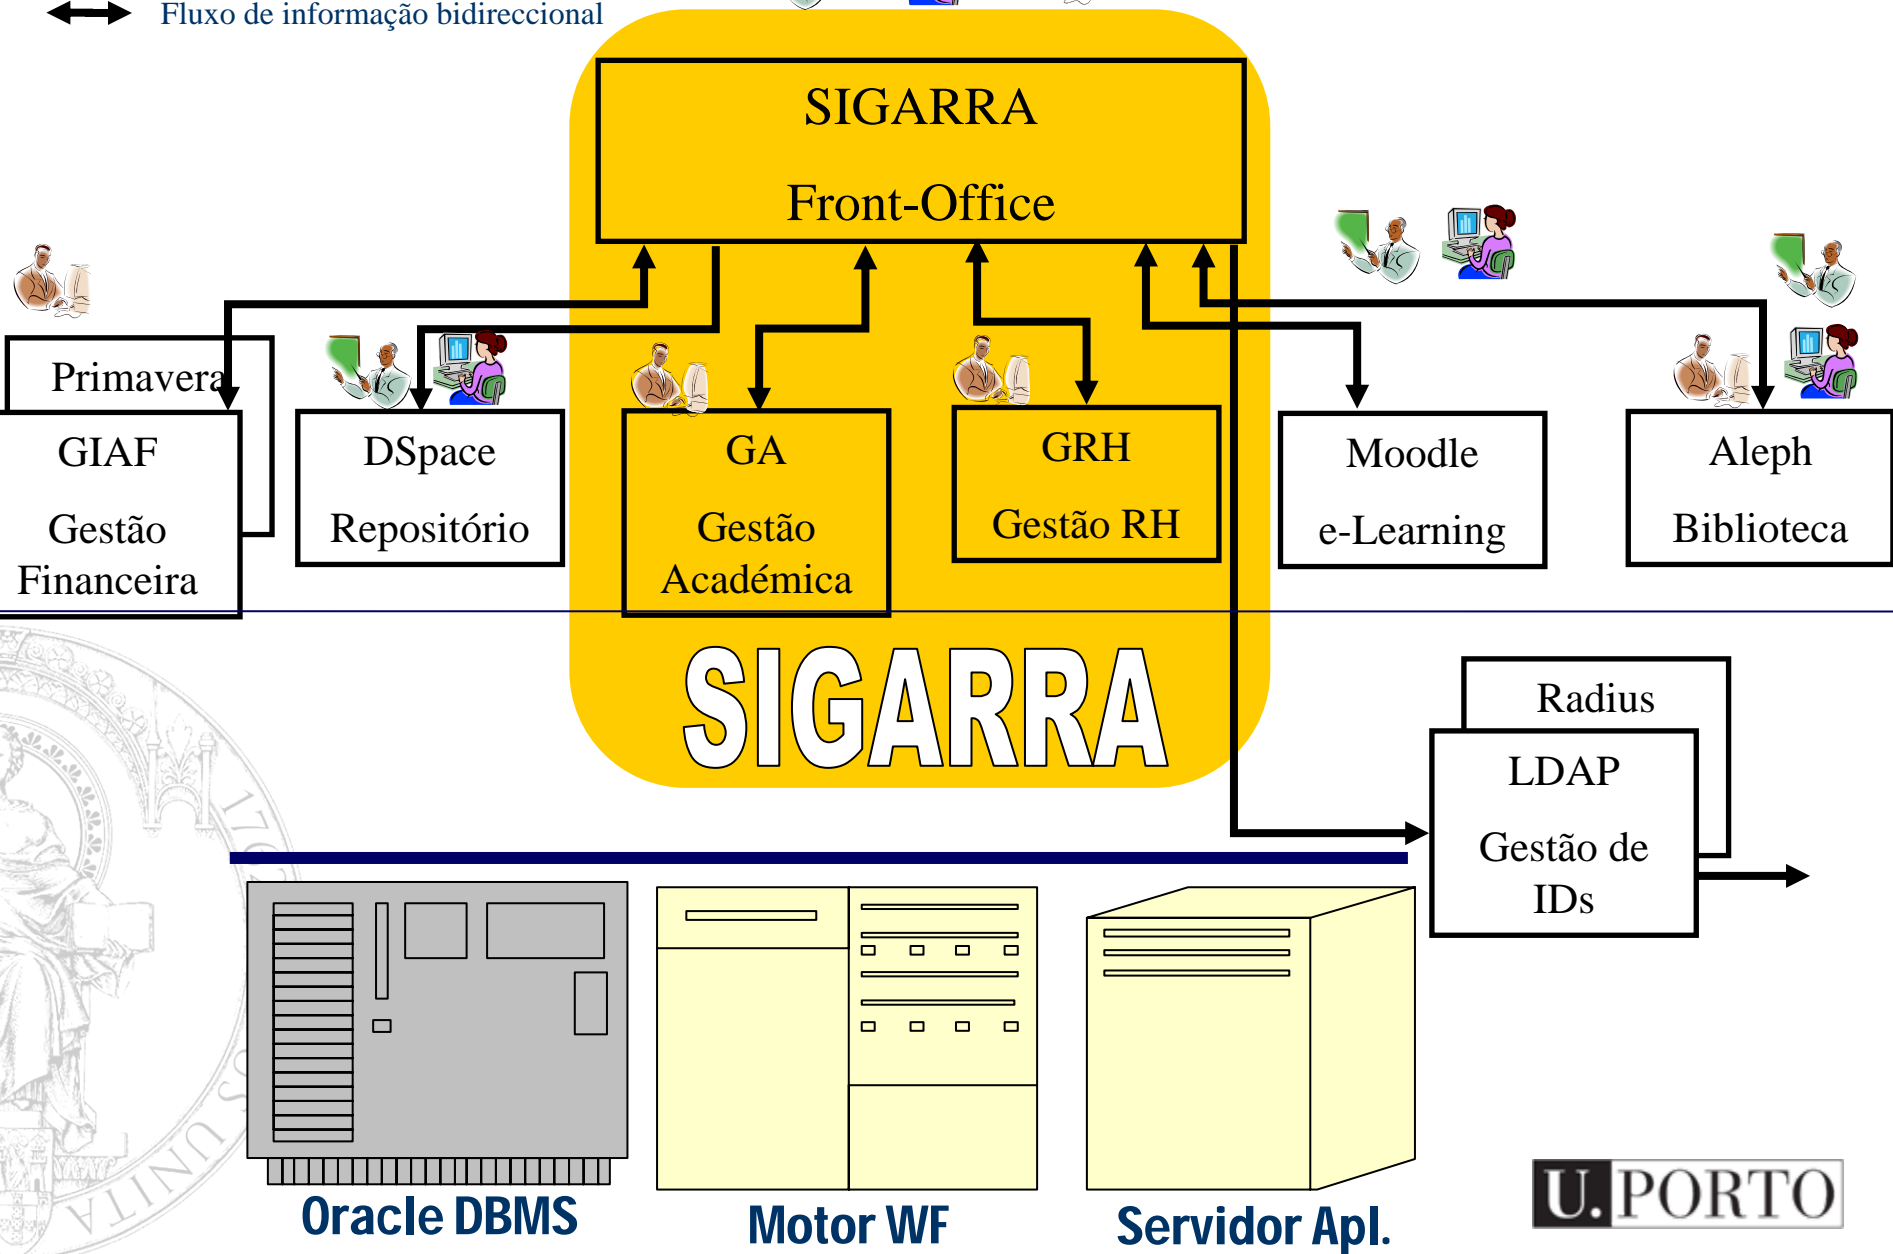 Fluxo de informação bidireccional
SIGARRA
Front-Office
Primavera
GIAF
Gestão
Financeira
DSpace
Repositório
GA
Gestão
Académica
GRH
Gestão RH
Moodle
e-Learning
Aleph
Biblioteca
SIGARRA
Radius
LDAP
Gestão de
IDs
Oracle DBMS
Motor WF
Servidor Apl.
U. PORTO